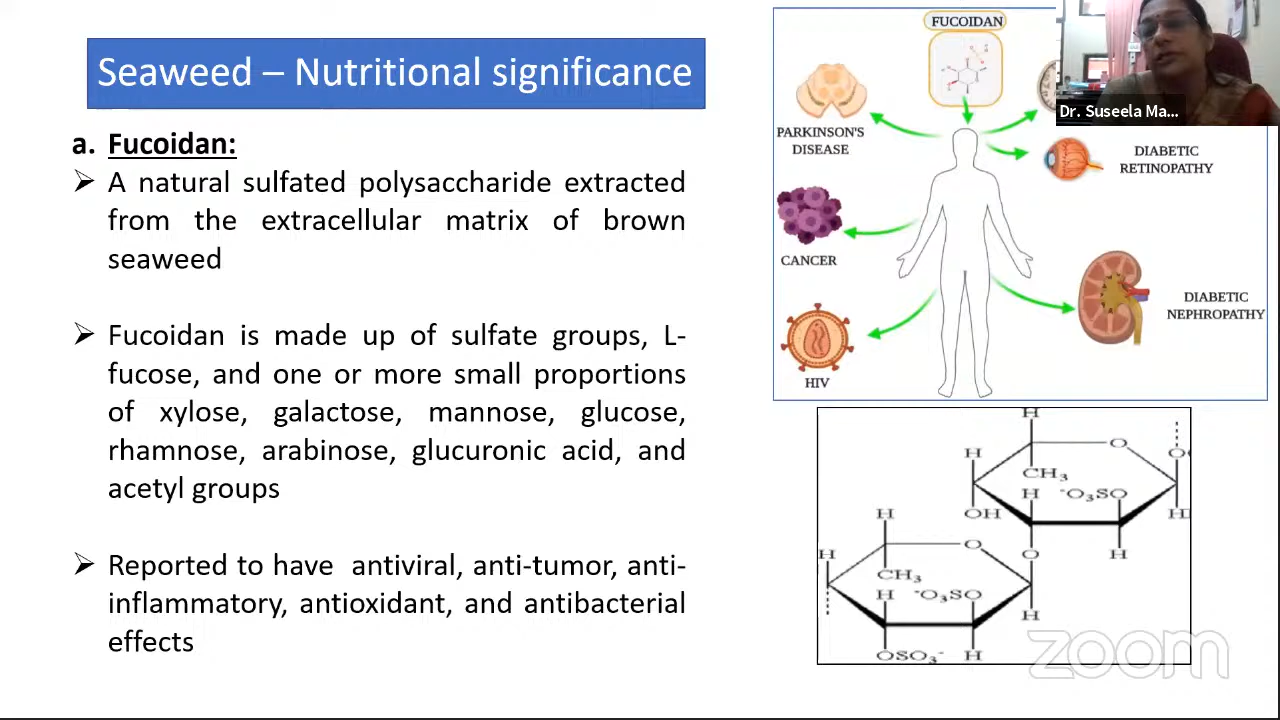 Seaweed – Nutritional significance
a. Fucoidan:
➢ A natural sulfated polysaccharide extracted
from the extracellular matrix of brown
seaweed
➢ Fucoidan is made up of sulfate groups, L-
fucose, and one or more small proportions
of xylose, galactose, mannose, glucose,
rhamnose, arabinose, glucuronic acid, and
acetyl groups
➢ Reported to have antiviral, anti-tumor, anti-
inflammatory, antioxidant, and antibacterial
effects
FUCOIDAN
PARKINSON'S
DISEASE
CANCER
HIV
DIABETIC
RETINOPATHY
DIABETIC
NEPHROPATHY
Dr. Suseela Ma...
H
O
H
CH₃
H
⁻O₃SO
OH
H
O
H
O
H
CH₃
H
⁻O₃SO
H
OSO₃⁻
H
zoom